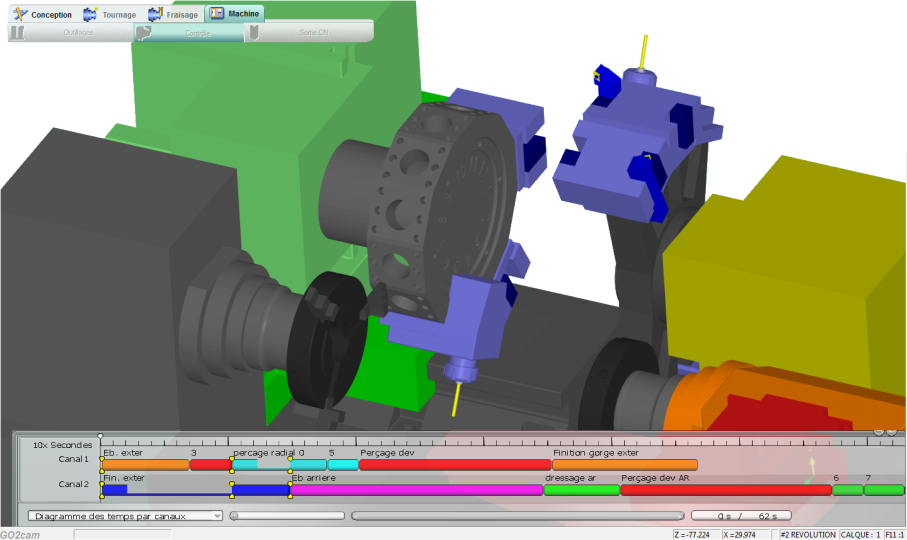 Conception Tournage Fraisage Machine
Outillages Contrôle Sortie CN
10x Secondes
Eb. exter 3 percage radial 0 5 Perçage dev Finition gorge exter
Canal 1
Fin. exter Eb arriere dressage ar Perçage dev AR 6 7
Canal 2
Diagramme des temps par canaux 0 s / 62 s
GO2cam Z = -77.224 X = 29.974 #2 REVOLUTION CALQUE : 1 F11 :1